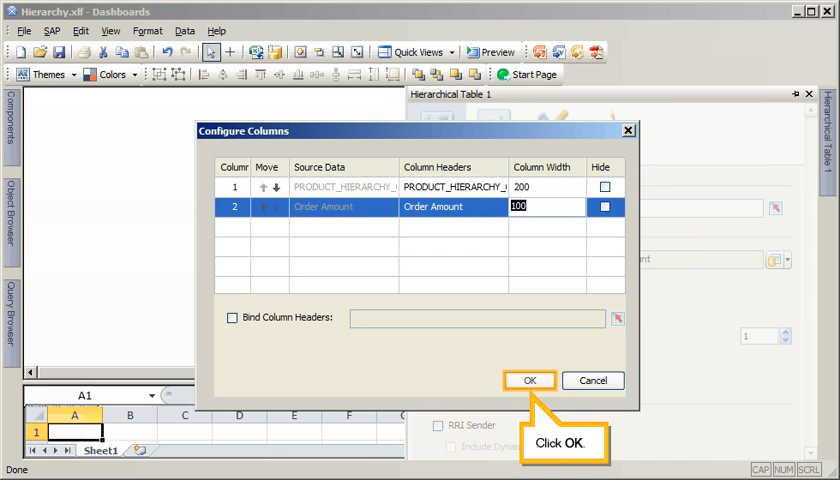 Hierarchy.xlf - Dashboards
File SAP Edit View Format Data Help
Quick Views Preview
Themes Colors Start Page
Components
Object Browser
Query Browser
Hierarchical Table 1
Hierarchical Table 1
Configure Columns
Move Source Data Column Headers Column Width Hide
1 PRODUCT_HIERARCHY_ PRODUCT_HIERARCHY_ 200
2 Order Amount Order Amount 100
Bind Column Headers:
1
OK Cancel
A1
A B C D E F
1
Sheet1
RRI Sender
Click OK.
Done CAP NUM SCRL